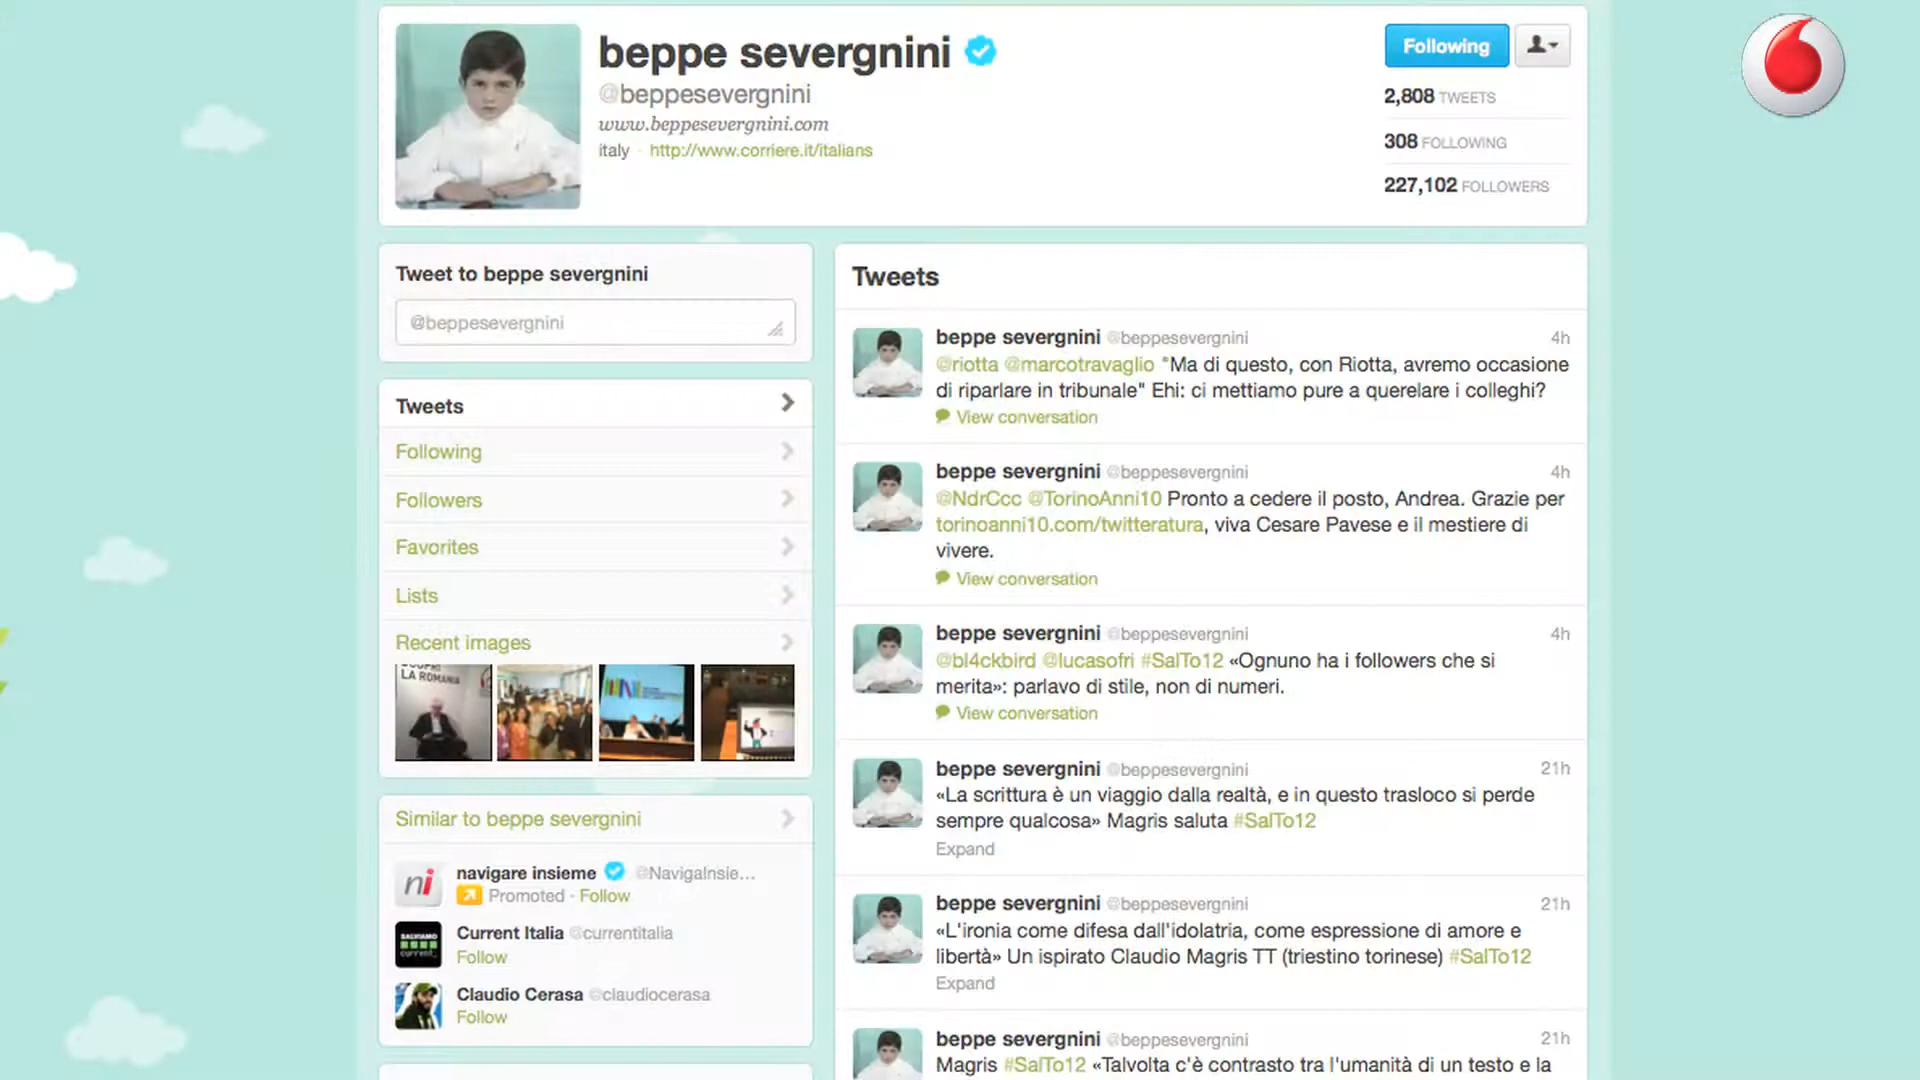 beppe severgnini
@beppesevergnini
www.beppesevergnini.com
italy · http://www.corriere.it/italians
Following
2,808 TWEETS
308 FOLLOWING
227,102 FOLLOWERS
Tweet to beppe severgnini
@beppesevergnini
Tweets
Following
Followers
Favorites
Lists
Recent images
LA ROMANIA
Similar to beppe severgnini
ni
navigare insieme @NavigaInsie...
Promoted · Follow
Current Italia @currentitalia
Follow
Claudio Cerasa @claudiocerasa
Follow
Tweets
beppe severgnini @beppesevergnini 4h
@riotta @marcotravaglio "Ma di questo, con Riotta, avremo occasione
di riparlare in tribunale" Ehi: ci mettiamo pure a querelare i colleghi?
View conversation
beppe severgnini @beppesevergnini 4h
@NdrCcc @TorinoAnni10 Pronto a cedere il posto, Andrea. Grazie per
torinoanni10.com/twitteratura, viva Cesare Pavese e il mestiere di
vivere.
View conversation
beppe severgnini @beppesevergnini 4h
@bl4ckbird @lucasofri #SalTo12 «Ognuno ha i followers che si
merita»: parlavo di stile, non di numeri.
View conversation
beppe severgnini @beppesevergnini 21h
«La scrittura è un viaggio dalla realtà, e in questo trasloco si perde
sempre qualcosa» Magris saluta #SalTo12
Expand
beppe severgnini @beppesevergnini 21h
«L'ironia come difesa dall'idolatria, come espressione di amore e
libertà» Un ispirato Claudio Magris TT (triestino torinese) #SalTo12
Expand
beppe severgnini @beppesevergnini 21h
Magris #SalTo12 «Talvolta c'è contrasto tra l'umanità di un testo e la